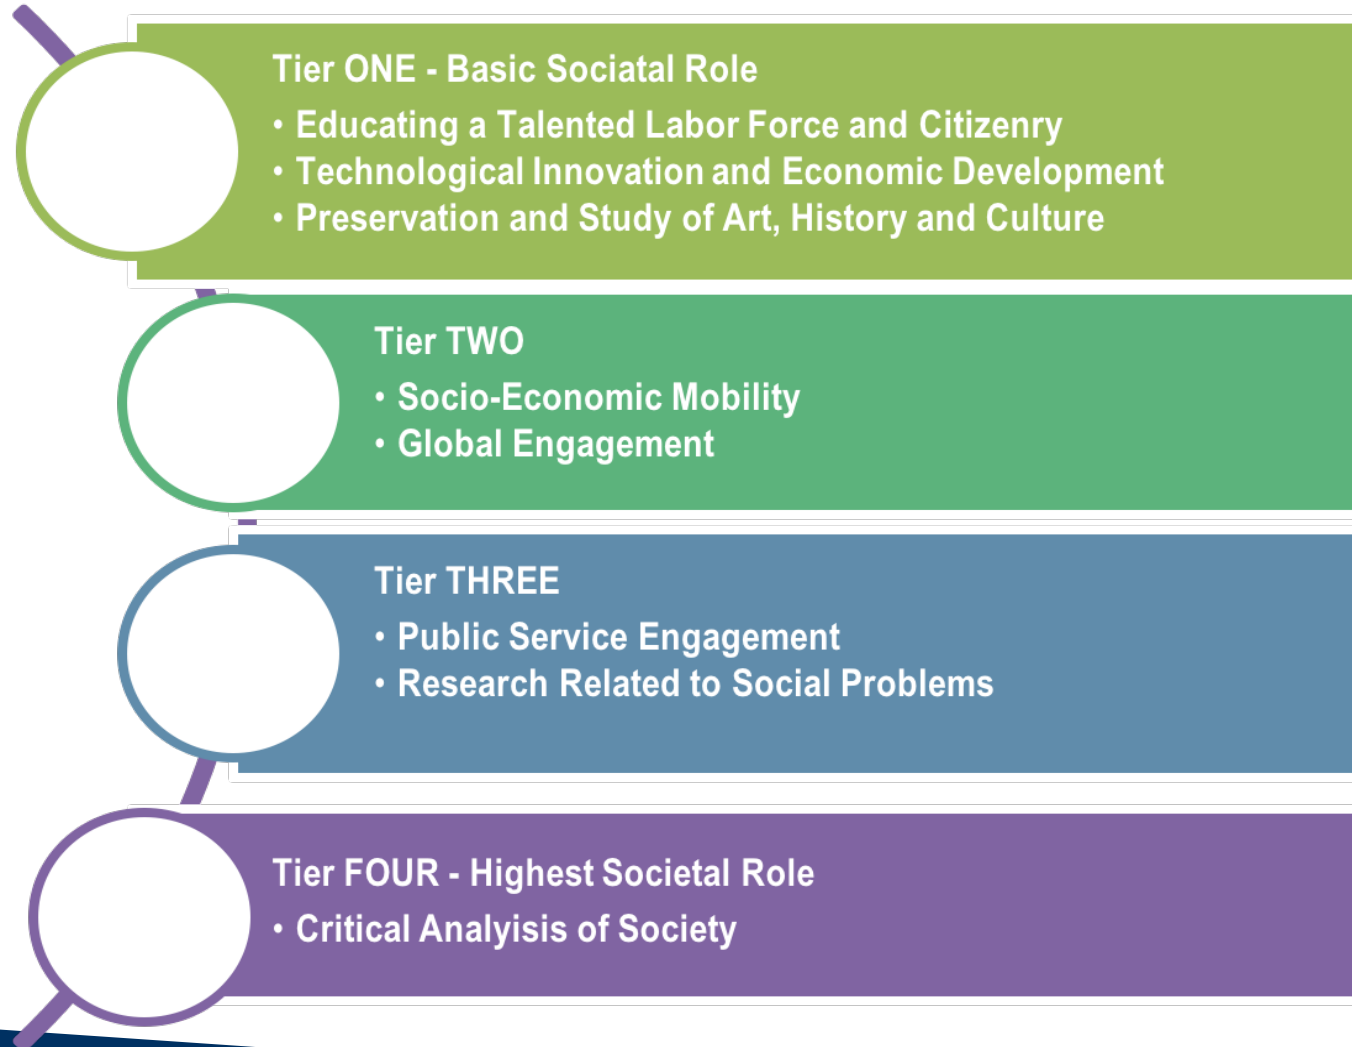 Tier ONE - Basic Sociatal Role
• Educating a Talented Labor Force and Citizenry
• Technological Innovation and Economic Development
• Preservation and Study of Art, History and Culture
Tier TWO
• Socio-Economic Mobility
• Global Engagement
Tier THREE
• Public Service Engagement
• Research Related to Social Problems
Tier FOUR - Highest Societal Role
• Critical Analyisis of Society